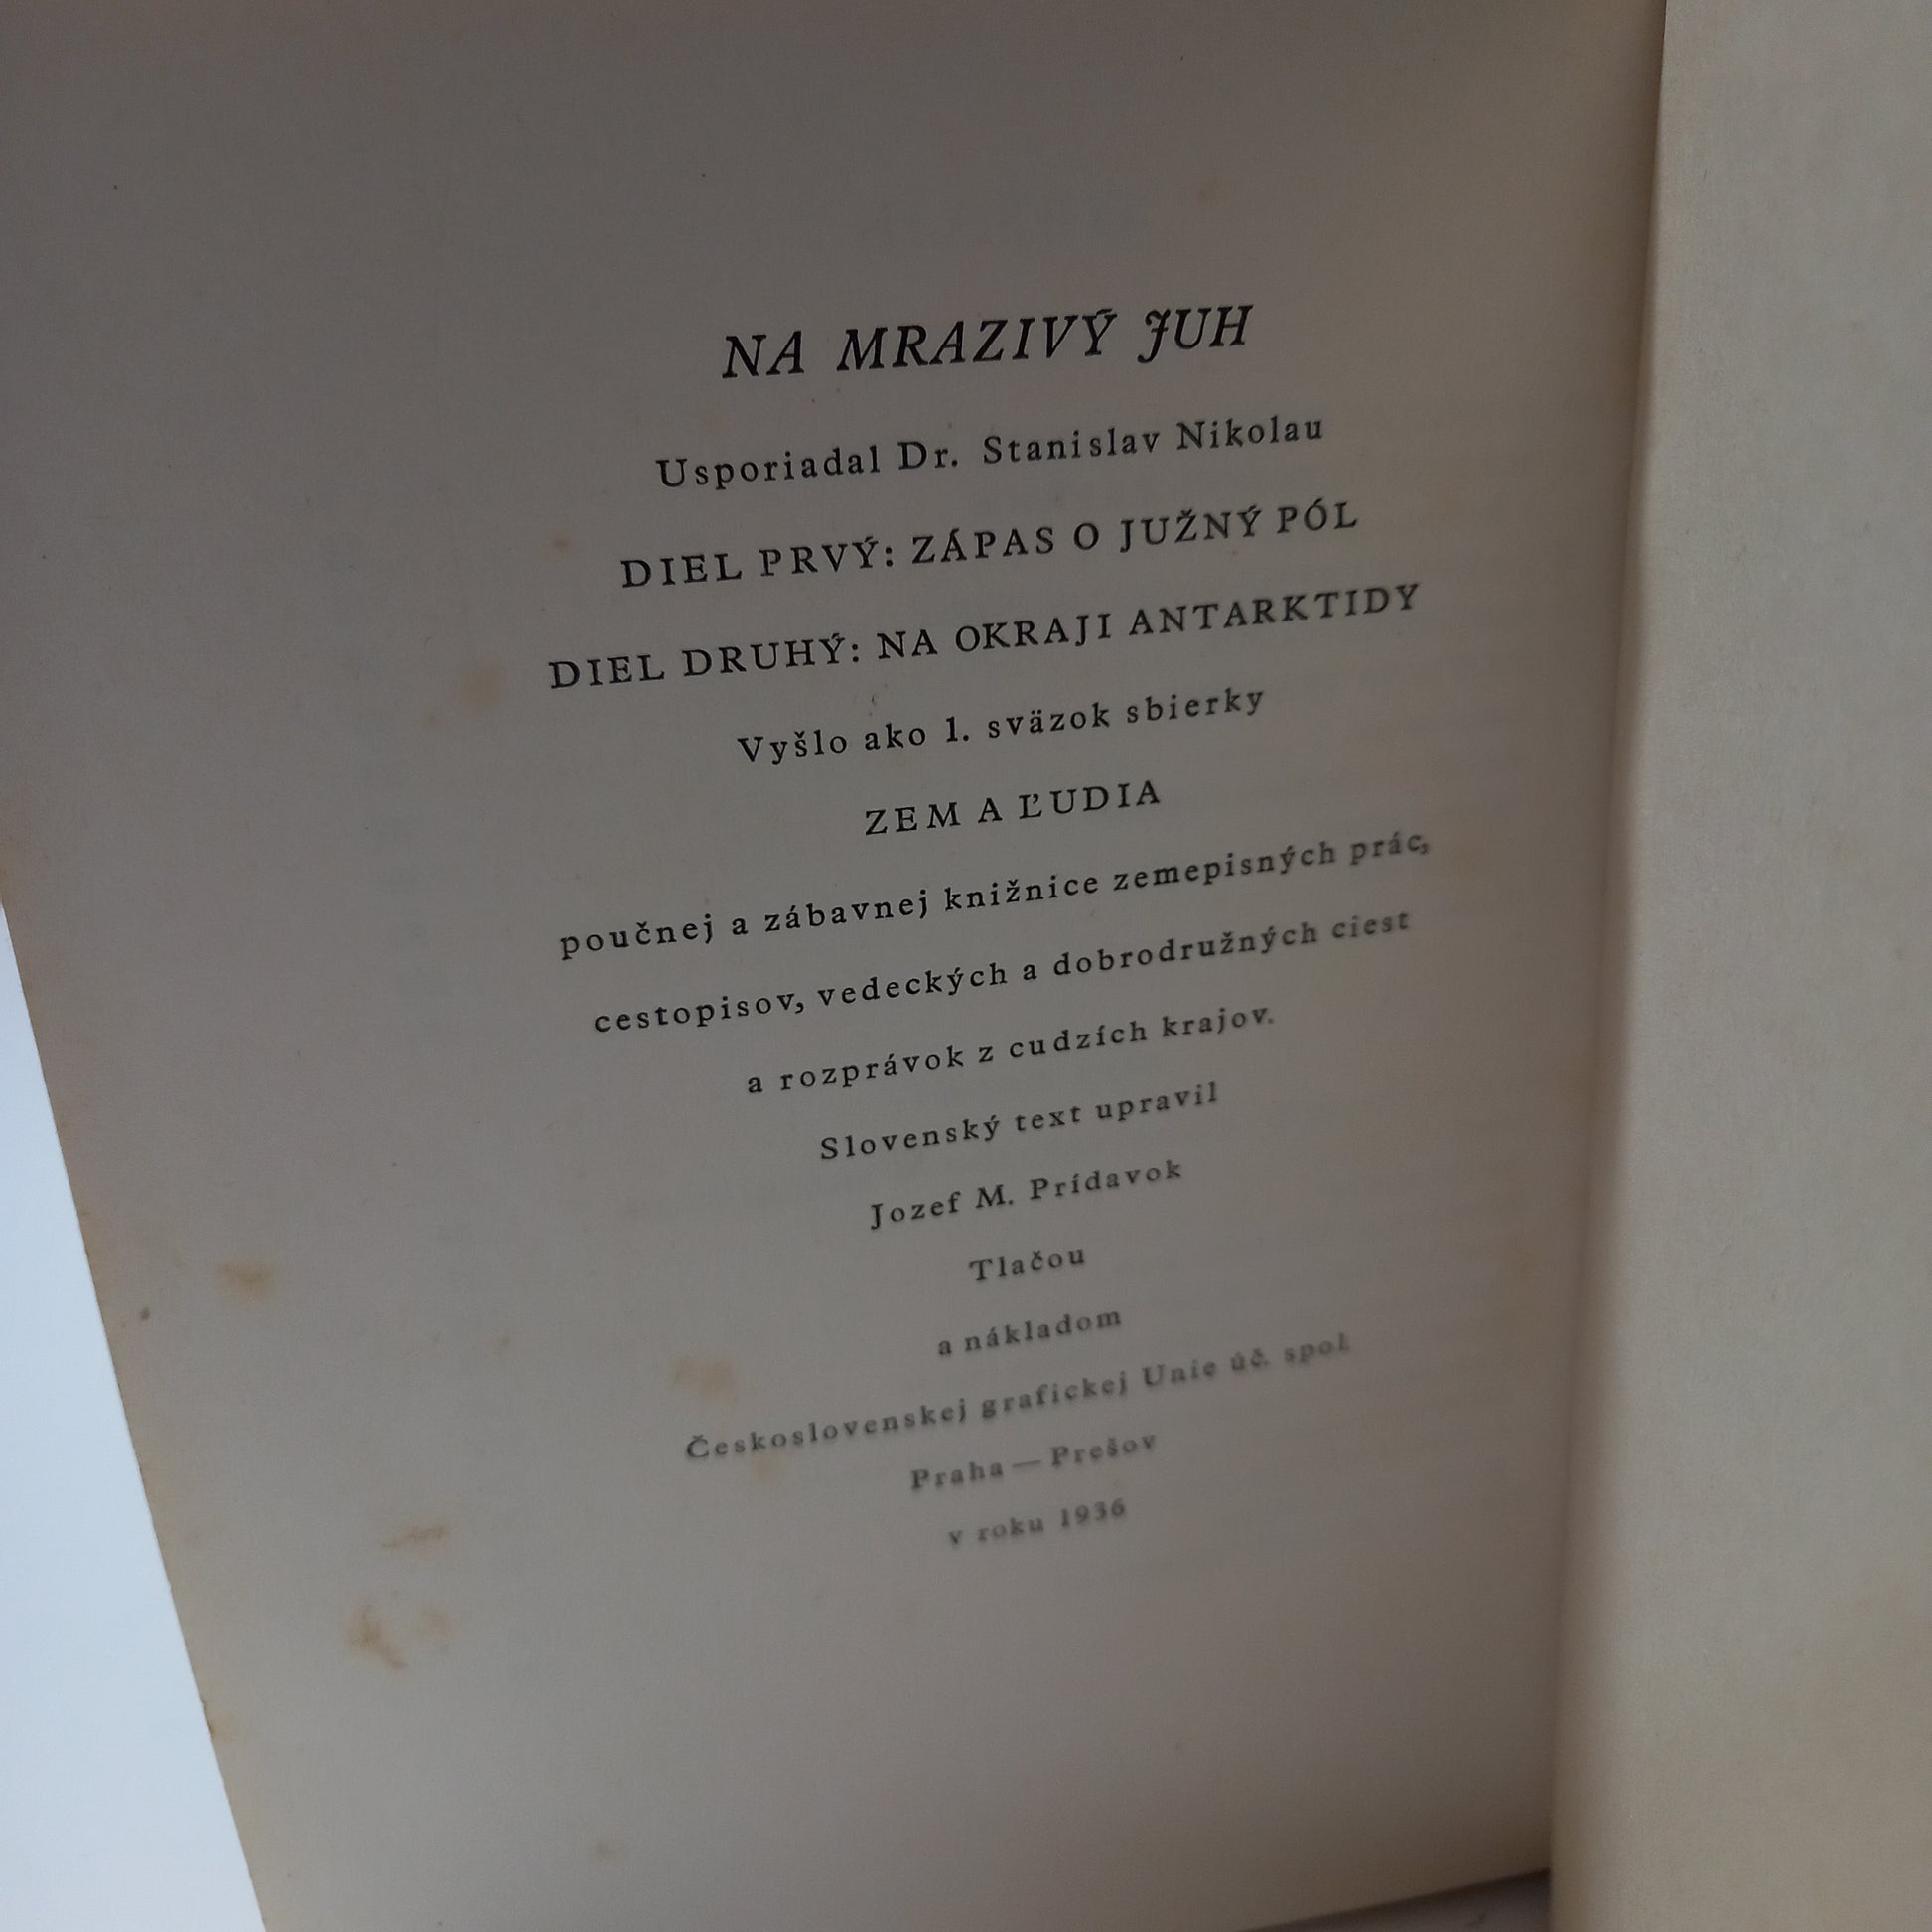 NA MRAZIVÝ JUH
Usporiadal Dr. Stanislav Nikolau
DIEL PRVÝ: ZÁPAS O JUŽNÝ PÓL
DIEL DRUHÝ: NA OKRAJI ANTARKTIDY
Vyšlo ako 1. sväzok sbierky
ZEM A ĽUDIA
poučnej a zábavnej knižnice zemepisných prác,
cestopisov, vedeckých a dobrodružných ciest
a rozprávok z cudzích krajov.
Slovenský text upravil
Jozef M. Prídavok
Tlačou
a nákladom
Československej grafickej Unie úč. spol.
Praha — Prešov
v roku 1936